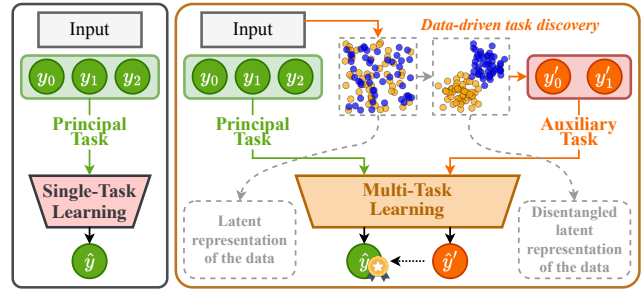 Input
y₀ y₁ y₂
Principal
Task
Single-Task
Learning
ŷ
Input
Data-driven task discovery
y₀ y₁ y₂
y′₀ y′₁
Principal
Task
Auxiliary
Task
Multi-Task
Learning
Latent
representation
of the data
Disentangled
latent
representation
of the data
ŷ
ŷ′